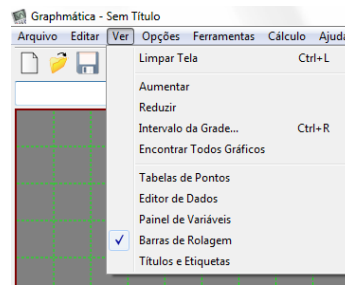 Graphmática - Sem Título
Arquivo Editar Ver Opções Ferramentas Cálculo Ajuda
Limpar Tela Ctrl+L
Aumentar
Reduzir
Intervalo da Grade... Ctrl+R
Encontrar Todos Gráficos
Tabelas de Pontos
Editor de Dados
Painel de Variáveis
Barras de Rolagem
Títulos e Etiquetas